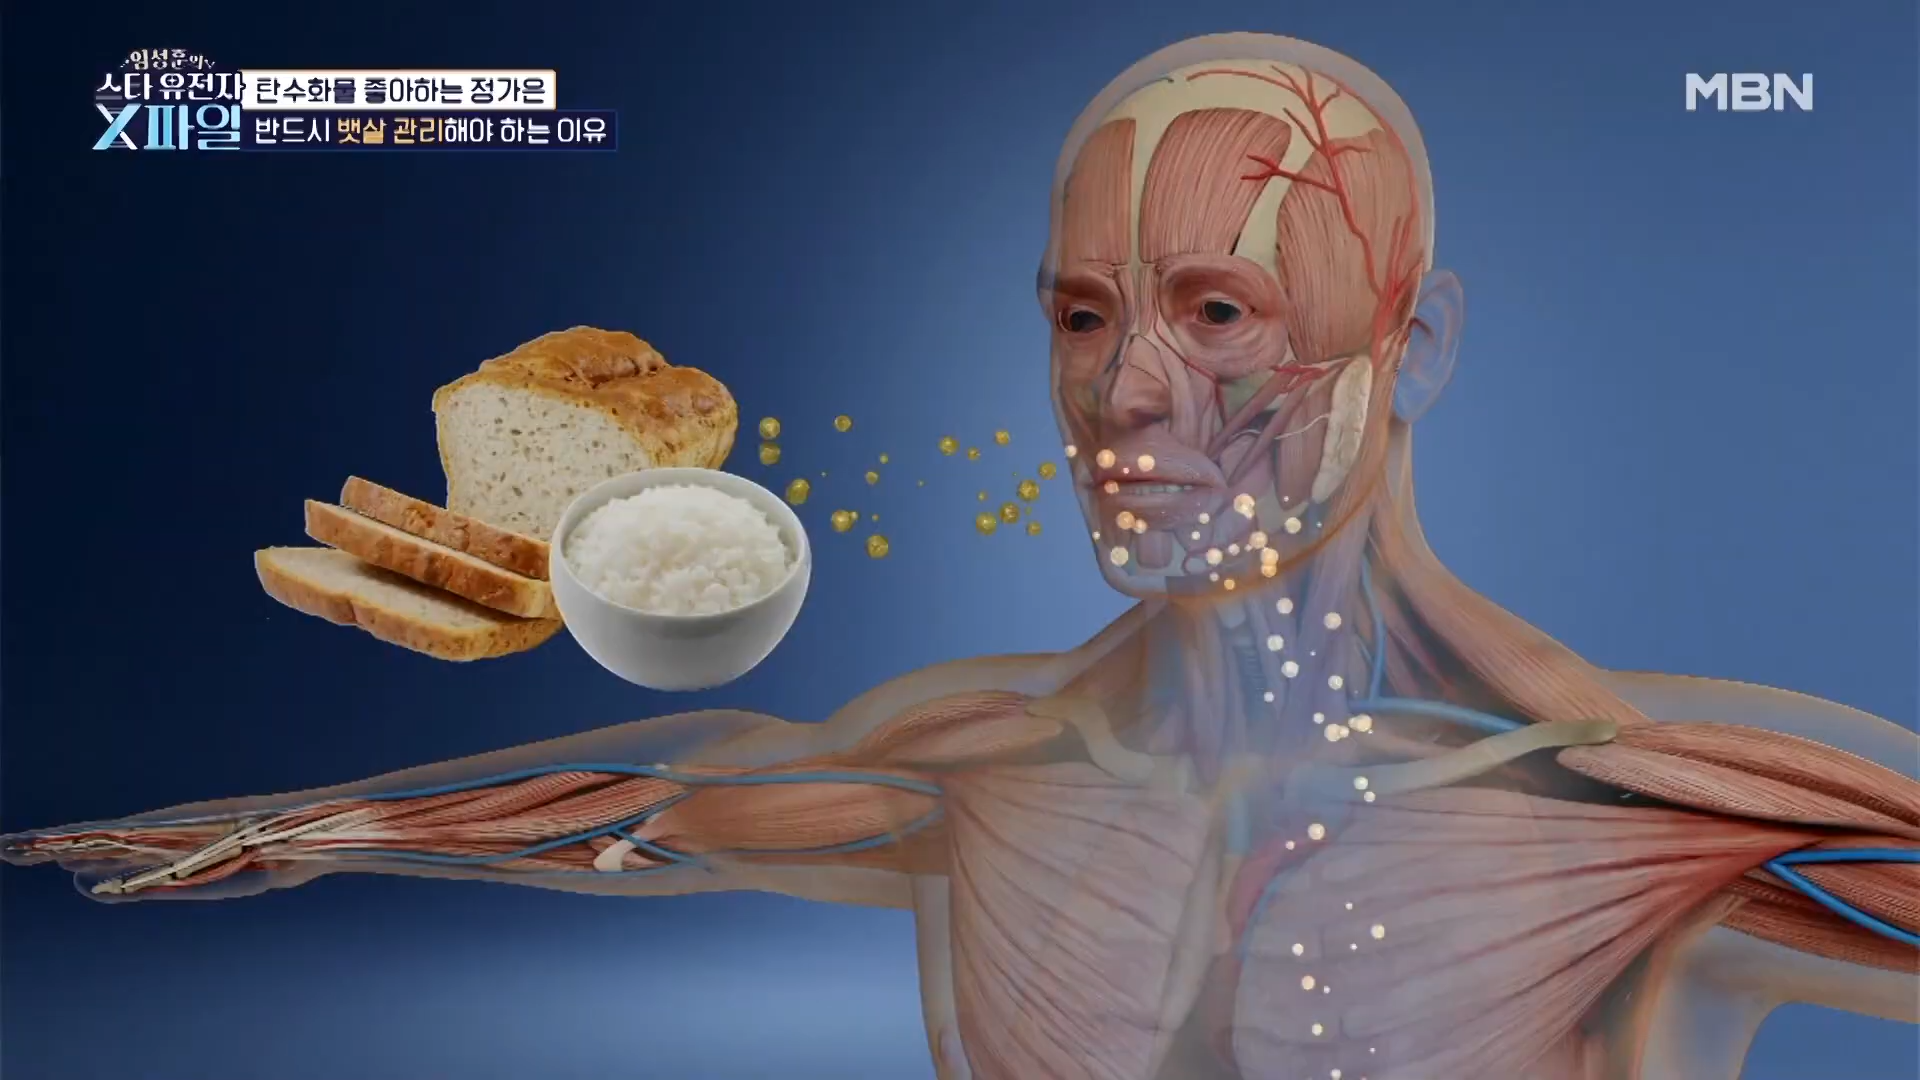 임성훈의
스타 유전자
X파일
탄수화물 좋아하는 정가은
반드시 뱃살 관리해야 하는 이유
MBN